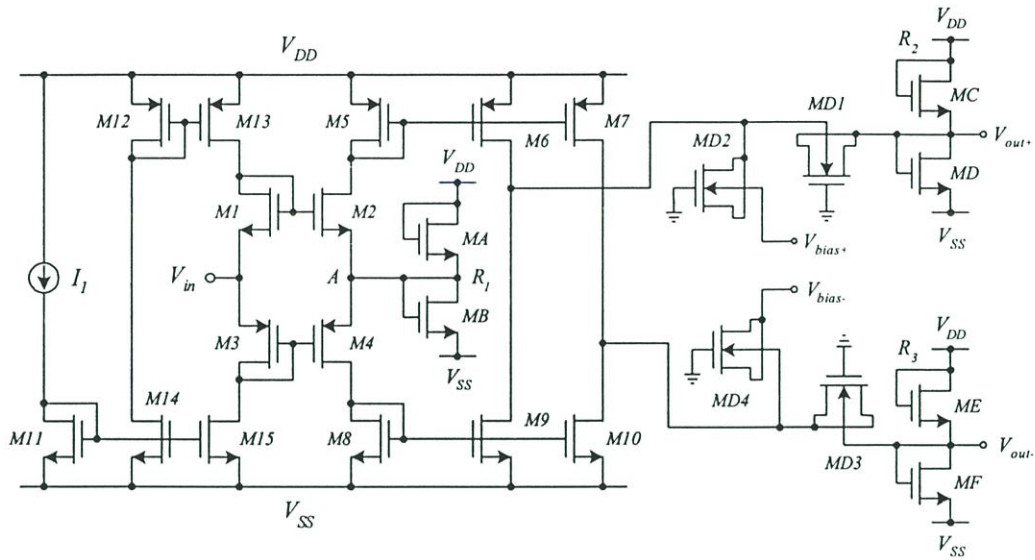 V_DD
V_DD
R_2
MC
M12
M13
M5
M6
M7
MD2
MD1
V_out+
V_DD
MD
M1
M2
MA
V_SS
V_bias+
I_1
V_in
A
R_1
V_bias-
MB
M3
M4
V_DD
R_3
V_SS
MD4
ME
M14
M9
M11
M15
M8
M10
MD3
V_out-
MF
V_SS
V_SS